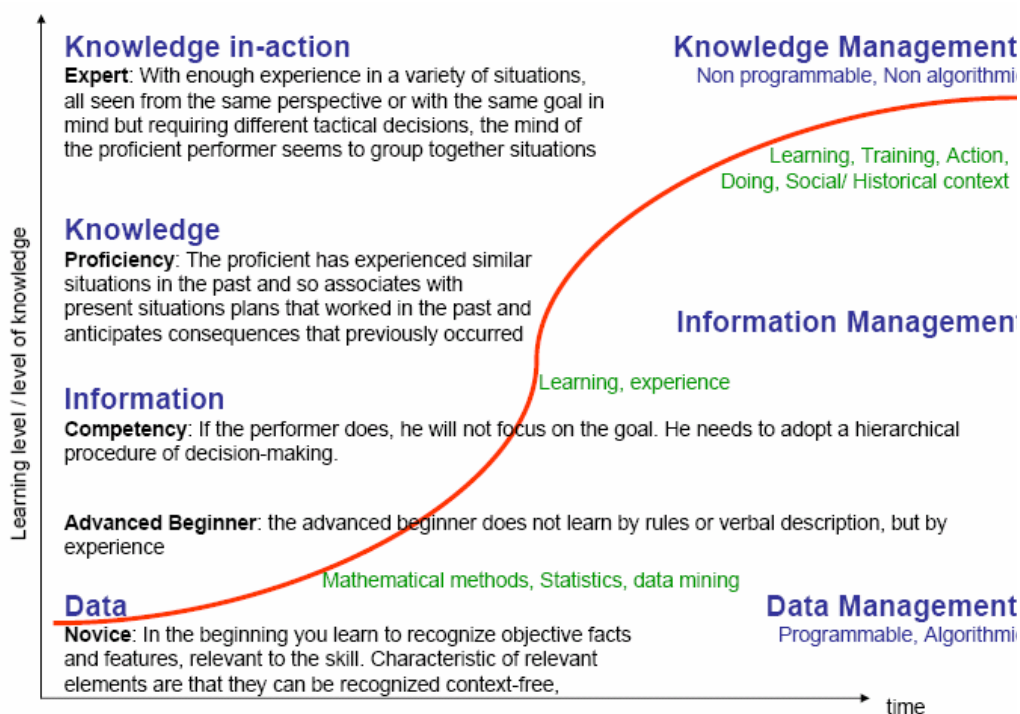 Knowledge in-action
Expert: With enough experience in a variety of situations,
all seen from the same perspective or with the same goal in
mind but requiring different tactical decisions, the mind of
the proficient performer seems to group together situations
Knowledge Management
Non programmable, Non algorithmic
Learning, Training, Action,
Doing, Social/ Historical context
Knowledge
Proficiency: The proficient has experienced similar
situations in the past and so associates with
present situations plans that worked in the past and
anticipates consequences that previously occurred
Information Management
Learning, experience
Information
Competency: If the performer does, he will not focus on the goal. He needs to adopt a hierarchical
procedure of decision-making.
Advanced Beginner: the advanced beginner does not learn by rules or verbal description, but by
experience
Mathematical methods, Statistics, data mining
Data
Novice: In the beginning you learn to recognize objective facts
and features, relevant to the skill. Characteristic of relevant
elements are that they can be recognized context-free,
Data Management
Programmable, Algorithmic
Learning level / level of knowledge
time